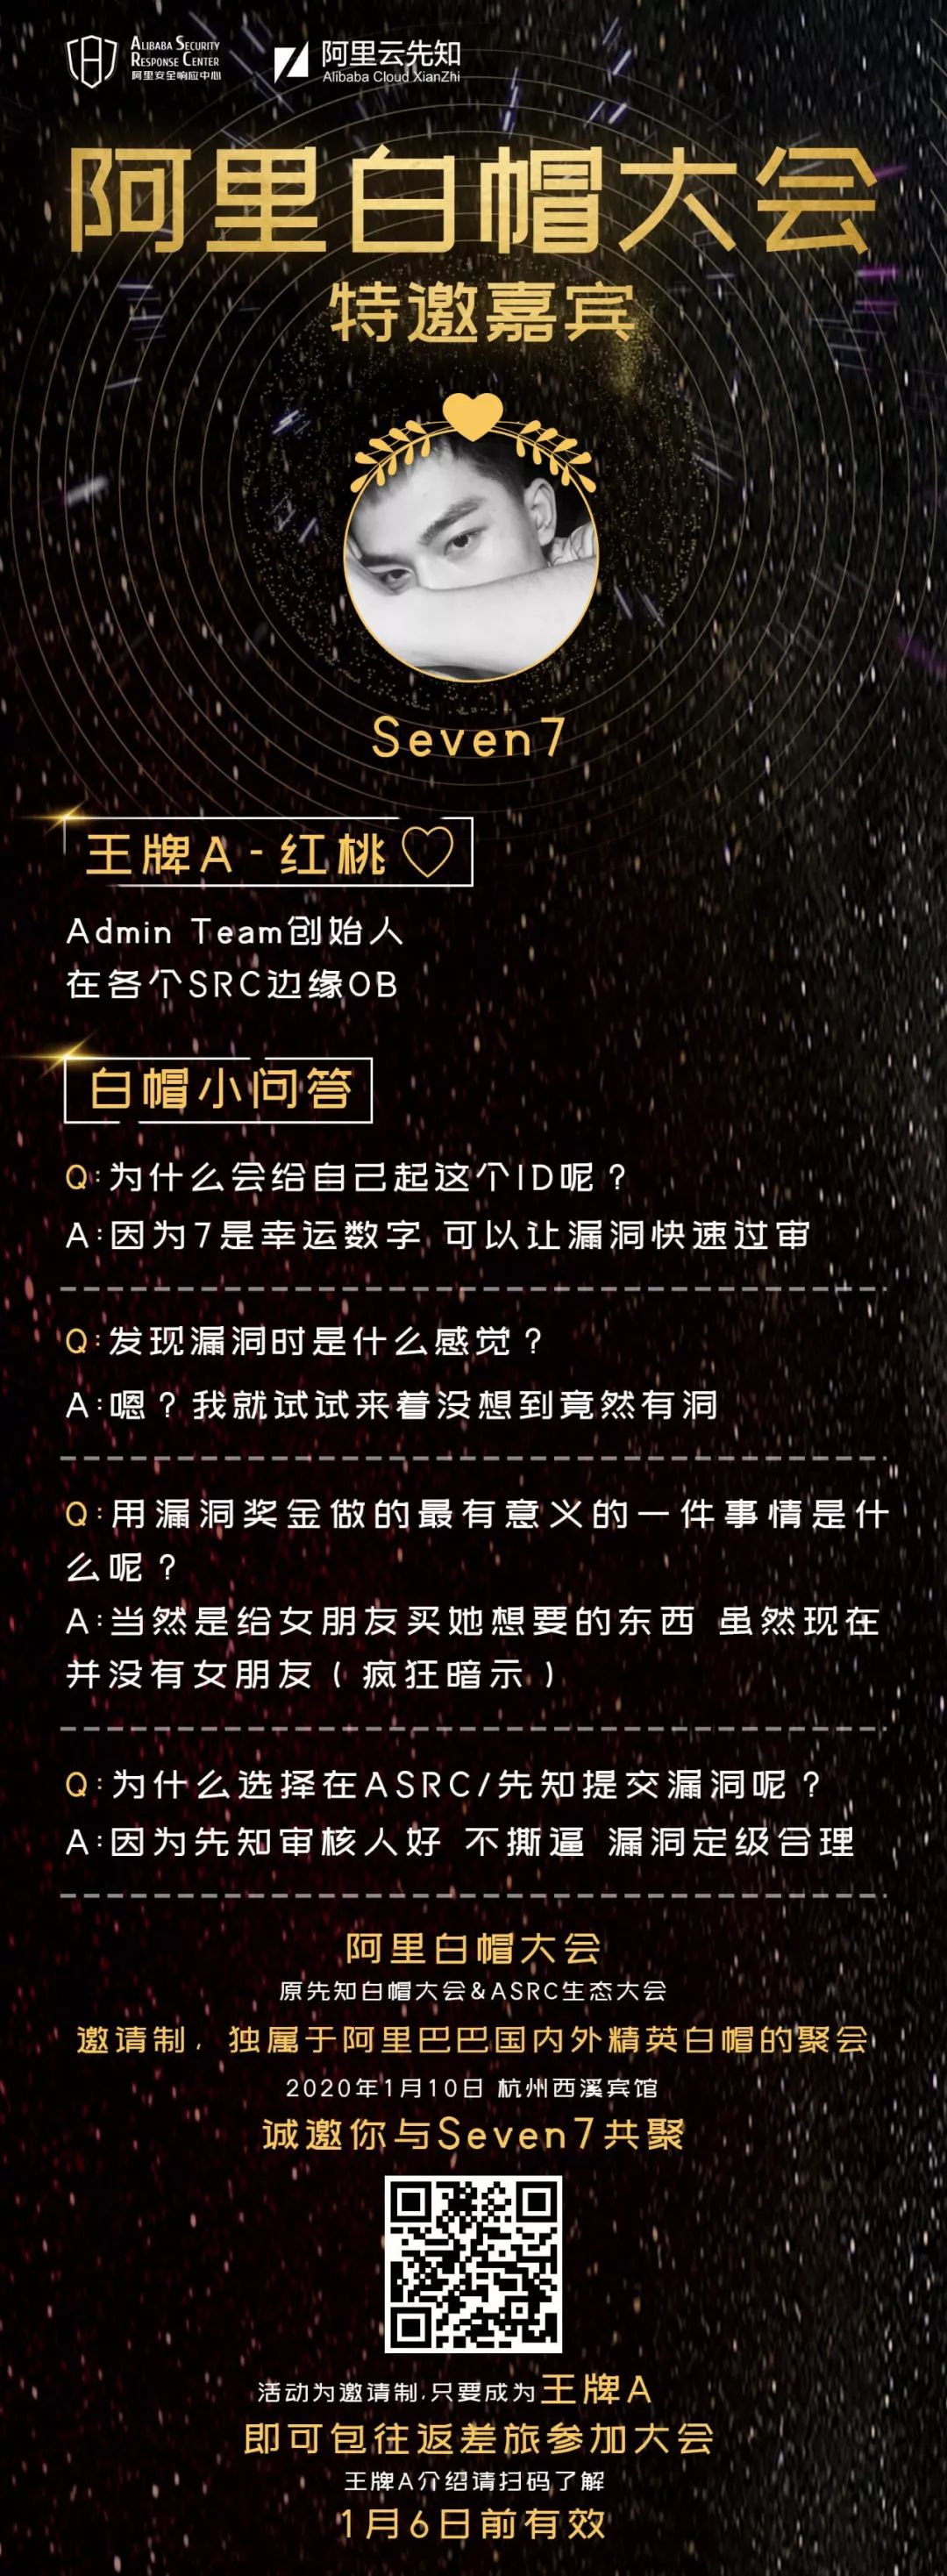 ALIBABA SECURITY
RESPONSE CENTER
阿里安全响应中心
阿里云先知
Alibaba Cloud XianZhi
阿里白帽大会
特邀嘉宾
Seven7
王牌A-红桃
Admin Team创始人
在各个SRC边缘OB
白帽小问答
Q:为什么会给自己起这个ID呢？
A:因为7是幸运数字 可以让漏洞快速过审
Q:发现漏洞时是什么感觉？
A:嗯？我就试试来着没想到竟然有洞
Q:用漏洞奖金做的最有意义的一件事情是什
么呢？
A:当然是给女朋友买她想要的东西 虽然现在
并没有女朋友（疯狂暗示）
Q:为什么选择在ASRC/先知提交漏洞呢？
A:因为先知审核人好 不撕逼 漏洞定级合理
阿里白帽大会
原先知白帽大会&ASRC生态大会
邀请制，独属于阿里巴巴国内外精英白帽的聚会
2020年1月10日 杭州西溪宾馆
诚邀你与Seven7共聚
活动为邀请制,只要成为王牌A
即可包往返差旅参加大会
王牌A介绍请扫码了解
1月6日前有效